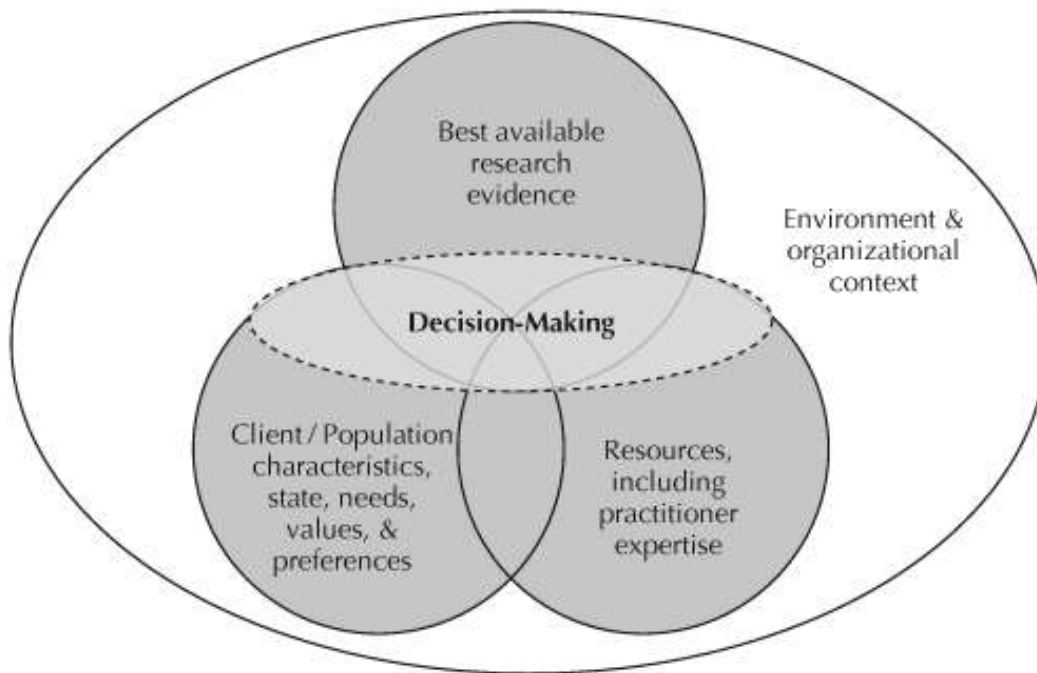 Best available
research
evidence
Environment &
organizational
context
Decision-Making
Client / Population
characteristics,
state, needs,
values, &
preferences
Resources,
including
practitioner
expertise